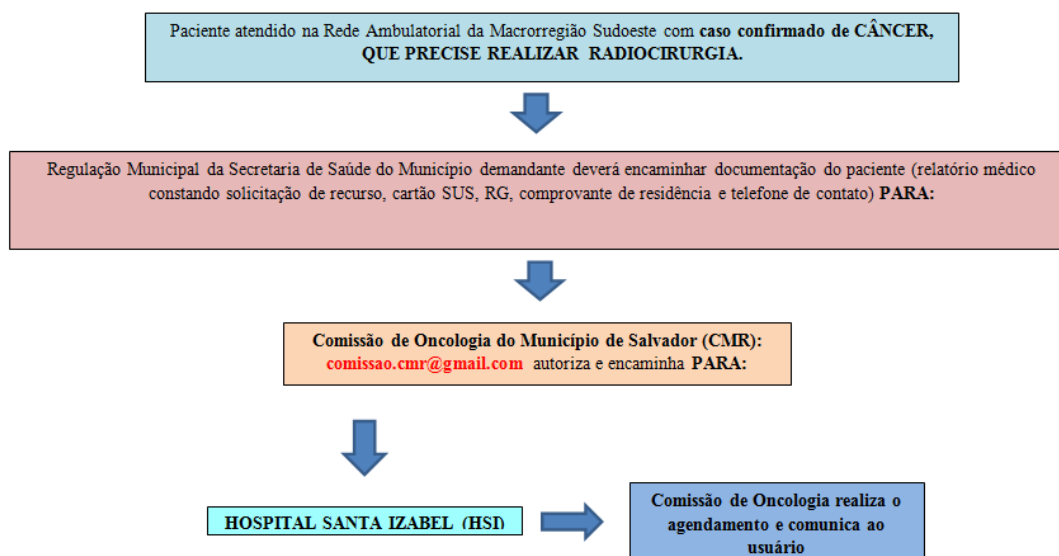 Paciente atendido na Rede Ambulatorial da Macrorregião Sudoeste com caso confirmado de CÂNCER,
QUE PRECISE REALIZAR RADIOCIRURGIA.
Regulação Municipal da Secretaria de Saúde do Município demandante deverá encaminhar documentação do paciente (relatório médico
constando solicitação de recurso, cartão SUS, RG, comprovante de residência e telefone de contato) PARA:
Comissão de Oncologia do Município de Salvador (CMR):
comissao.cmr@gmail.com autoriza e encaminha PARA:
HOSPITAL SANTA IZABEL (HSI)
Comissão de Oncologia realiza o
agendamento e comunica ao
usuário